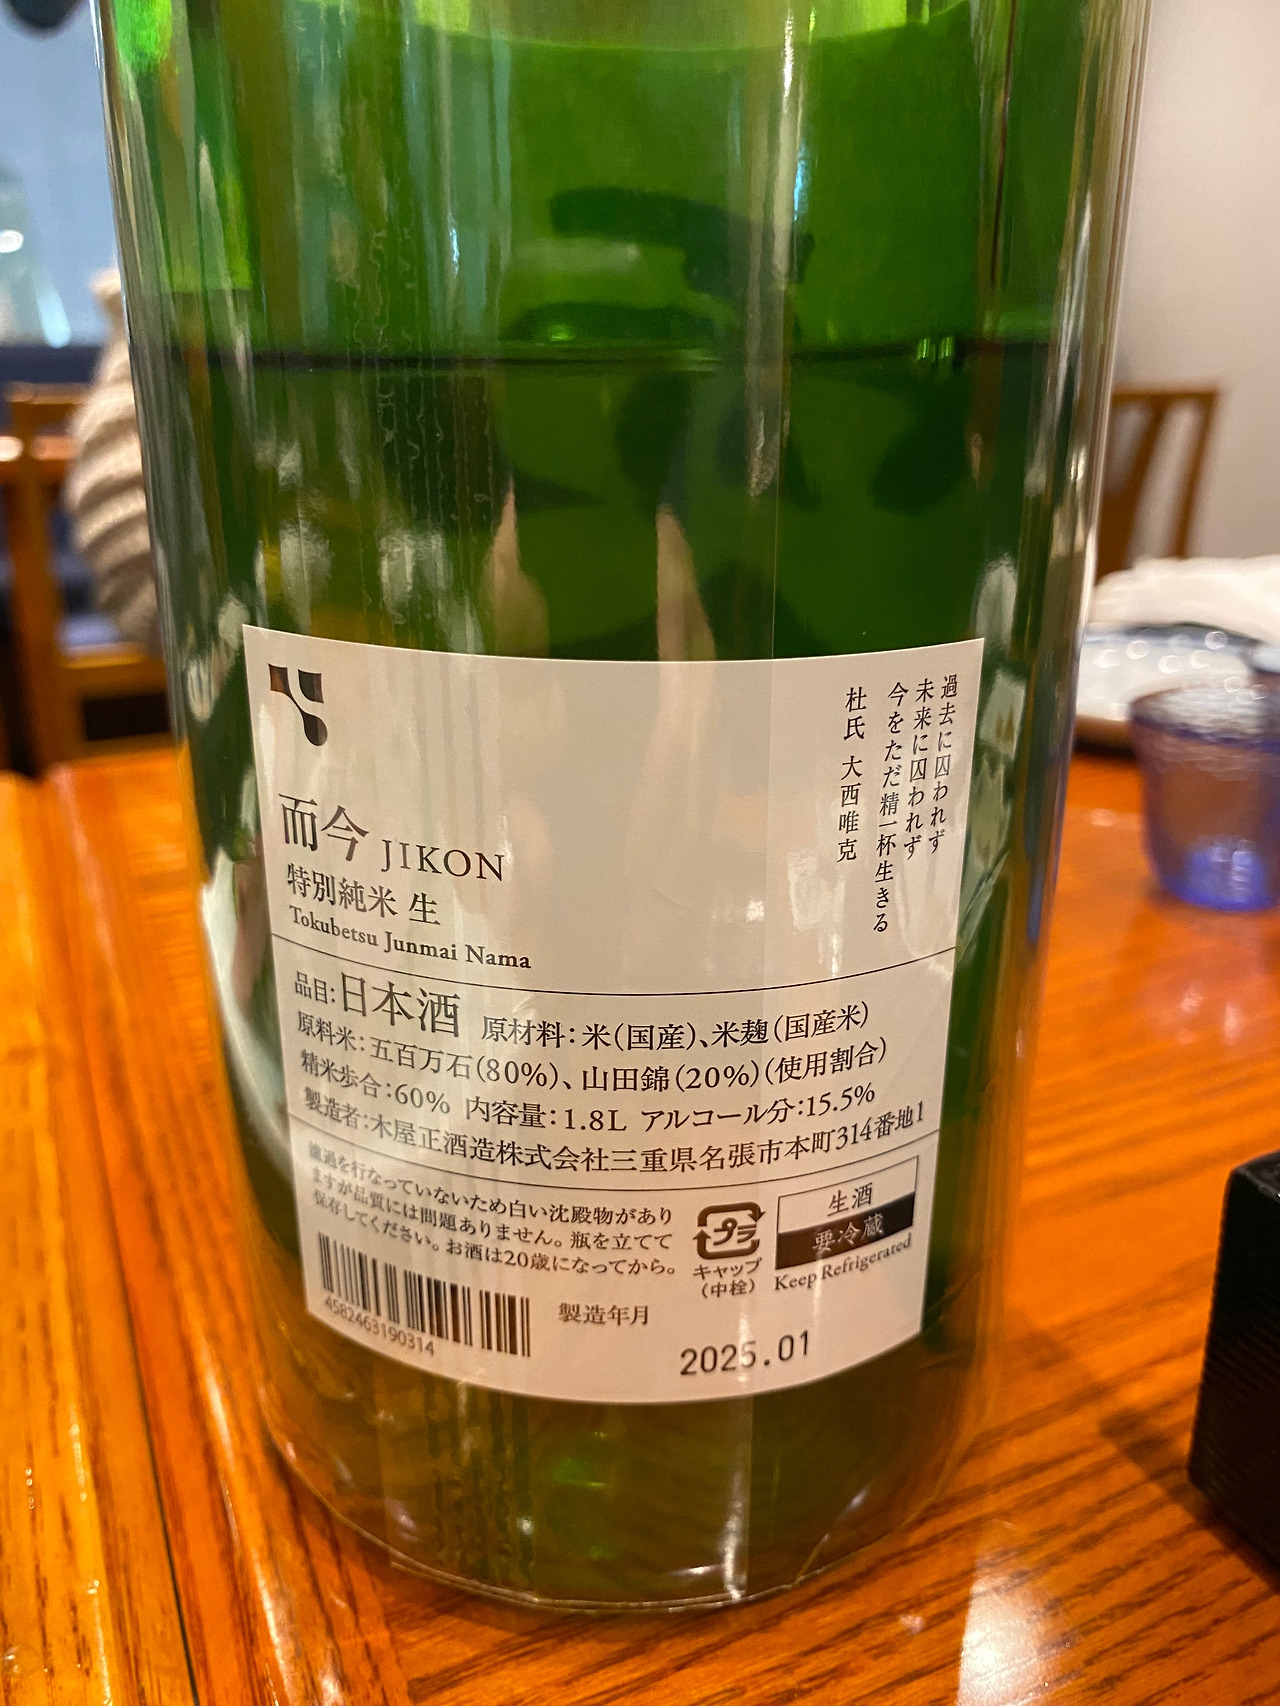 過去に囚われず
未来に囚われず
今をただ精一杯生きる
杜氏 大西唯克
而今 JIKON
特別純米 生
Tokubetsu Junmai Nama
品目:日本酒 原材料:米(国産)、米麹(国産米)
原料米:五百万石(80%)、山田錦(20%)(使用割合)
精米歩合:60% 内容量:1.8L アルコール分:15.5%
製造者:木屋正酒造株式会社三重県名張市本町314番地1
濾過を行なっていないため白い沈殿物があり
ますが品質には問題ありません。瓶を立てて
保存してください。お酒は20歳になってから。
プラ
キャップ
(中栓)
生酒
要冷蔵
Keep Refrigerated
4582463190314
製造年月
2025.01